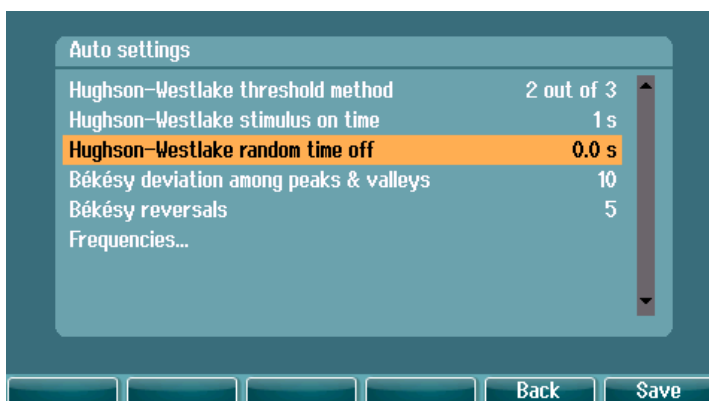 Auto settings
Hughson-Westlake threshold method 2 out of 3
Hughson-Westlake stimulus on time 1 s
Hughson-Westlake random time off 0.0 s
Békésy deviation among peaks & valleys 10
Békésy reversals 5
Frequencies...
Back Save